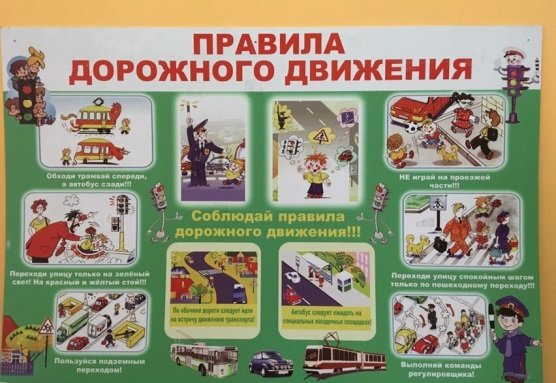 ПРАВИЛА
ДОРОЖНОГО ДВИЖЕНИЯ
Обходи трамвай спереди,
а автобус сзади!!!
НЕ играй на проезжей
части!!!
Соблюдай правила
дорожного движения!!!
Переходи улицу только на зелёный
свет! На красный и жёлтый стой!!!
Переходи улицу спокойным шагом
только по пешеходному переходу!!!
По обочине дороги следует идти
на встречу движению транспорта!
Автобус следует ожидать на
специальных посадочных площадках!
Пользуйся подземным
переходом!
Выполняй команды
регулировщика!